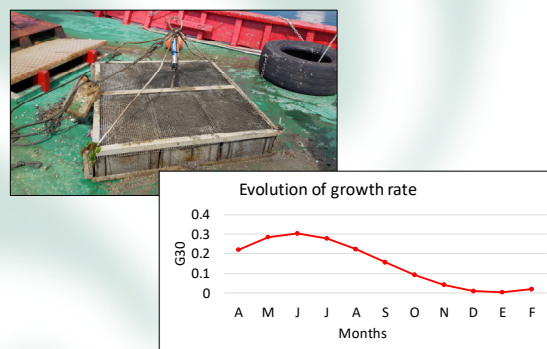 Evolution of growth rate
0.4
0.3
0.2
0.1
0
G30
A M J J A S O N D E F
Months